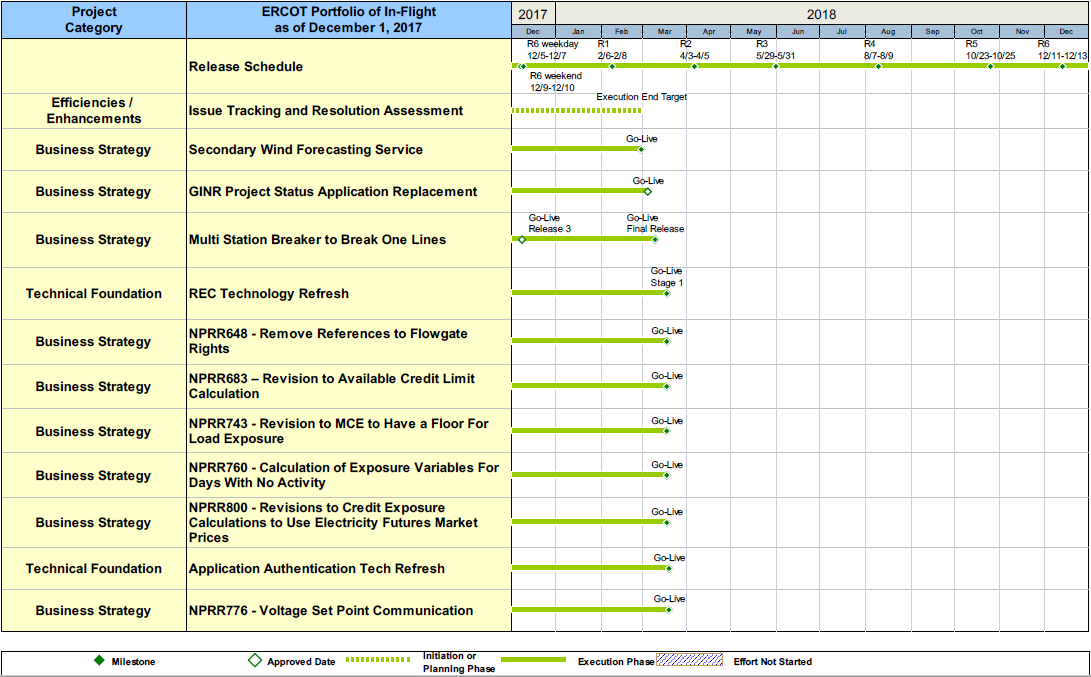 Project
Category
ERCOT Portfolio of In-Flight
as of December 1, 2017
2017
2018
Dec Jan Feb Mar Apr May Jun Jul Aug Sep Oct Nov Dec
Release Schedule
R6 weekday R1 R2 R3 R4 R5 R6
12/5-12/7 2/6-2/8 4/3-4/5 5/29-5/31 8/7-8/9 10/23-10/25 12/11-12/13
R6 weekend
12/9-12/10
Efficiencies /
Enhancements
Issue Tracking and Resolution Assessment
Execution End Target
Business Strategy
Secondary Wind Forecasting Service
Go-Live
Business Strategy
GINR Project Status Application Replacement
Go-Live
Business Strategy
Multi Station Breaker to Break One Lines
Go-Live
Release 3
Go-Live
Final Release
Technical Foundation
REC Technology Refresh
Go-Live
Stage 1
Business Strategy
NPRR648 - Remove References to Flowgate
Rights
Go-Live
Business Strategy
NPRR683 – Revision to Available Credit Limit
Calculation
Go-Live
Business Strategy
NPRR743 - Revision to MCE to Have a Floor For
Load Exposure
Go-Live
Business Strategy
NPRR760 - Calculation of Exposure Variables For
Days With No Activity
Go-Live
Business Strategy
NPRR800 - Revisions to Credit Exposure
Calculations to Use Electricity Futures Market
Prices
Go-Live
Technical Foundation
Application Authentication Tech Refresh
Go-Live
Business Strategy
NPRR776 - Voltage Set Point Communication
Go-Live
Milestone
Approved Date
Initiation or
Planning Phase
Execution Phase
Effort Not Started